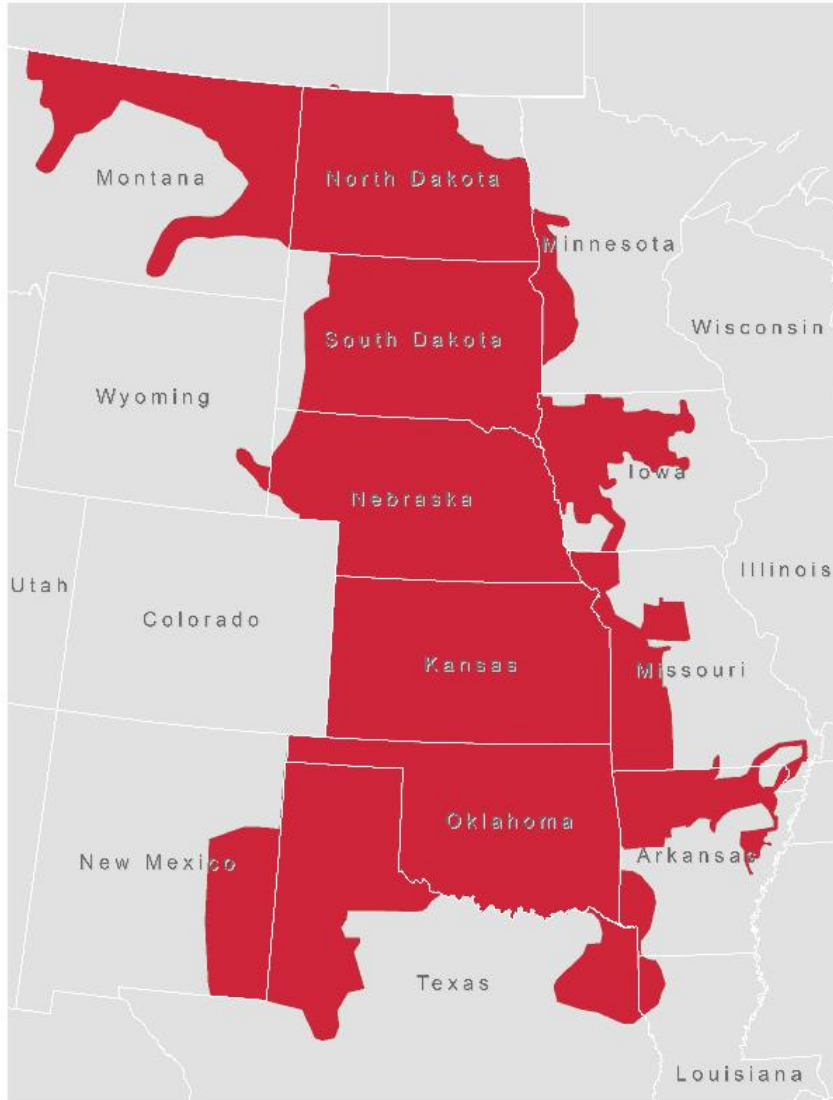 Montana
North Dakota
Minnesota
Wisconsin
South Dakota
Wyoming
Iowa
Nebraska
Illinois
Utah
Colorado
Kansas
Missouri
Oklahoma
New Mexico
Arkansas
Texas
Louisiana